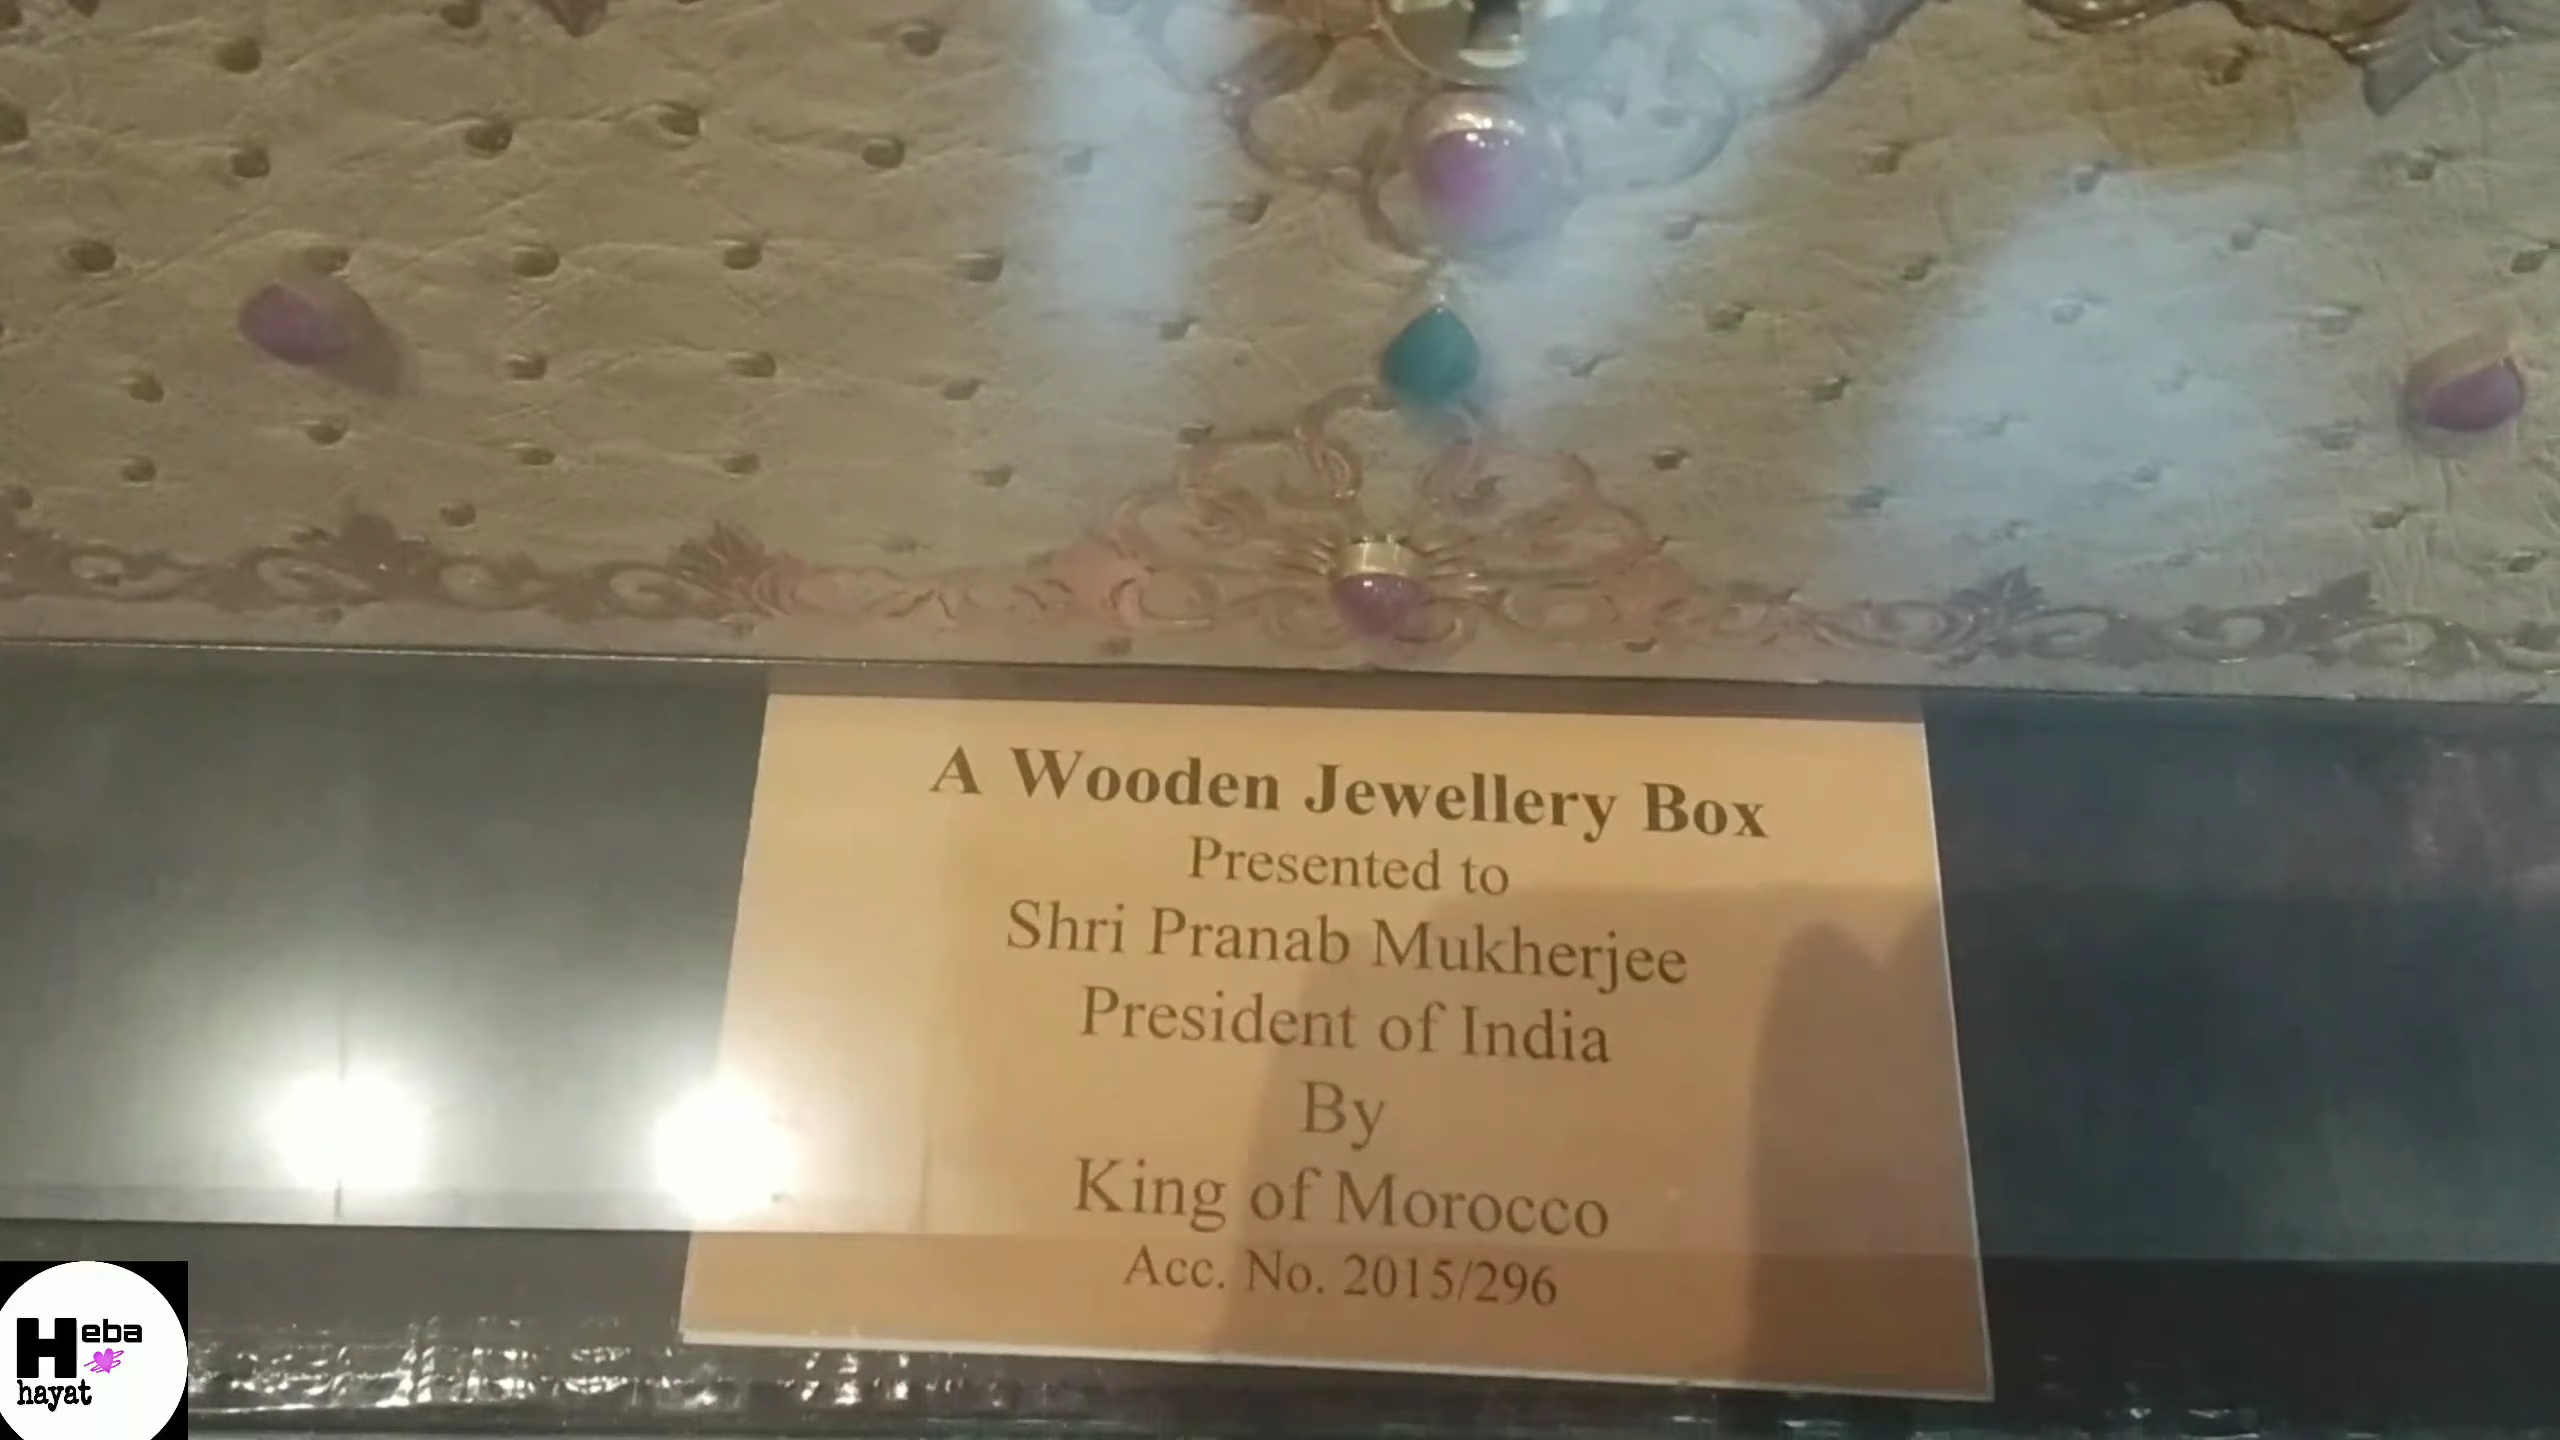 A Wooden Jewellery Box
Presented to
Shri Pranab Mukherjee
President of India
By
King of Morocco
Acc. No. 2015/296
Heba
hayat